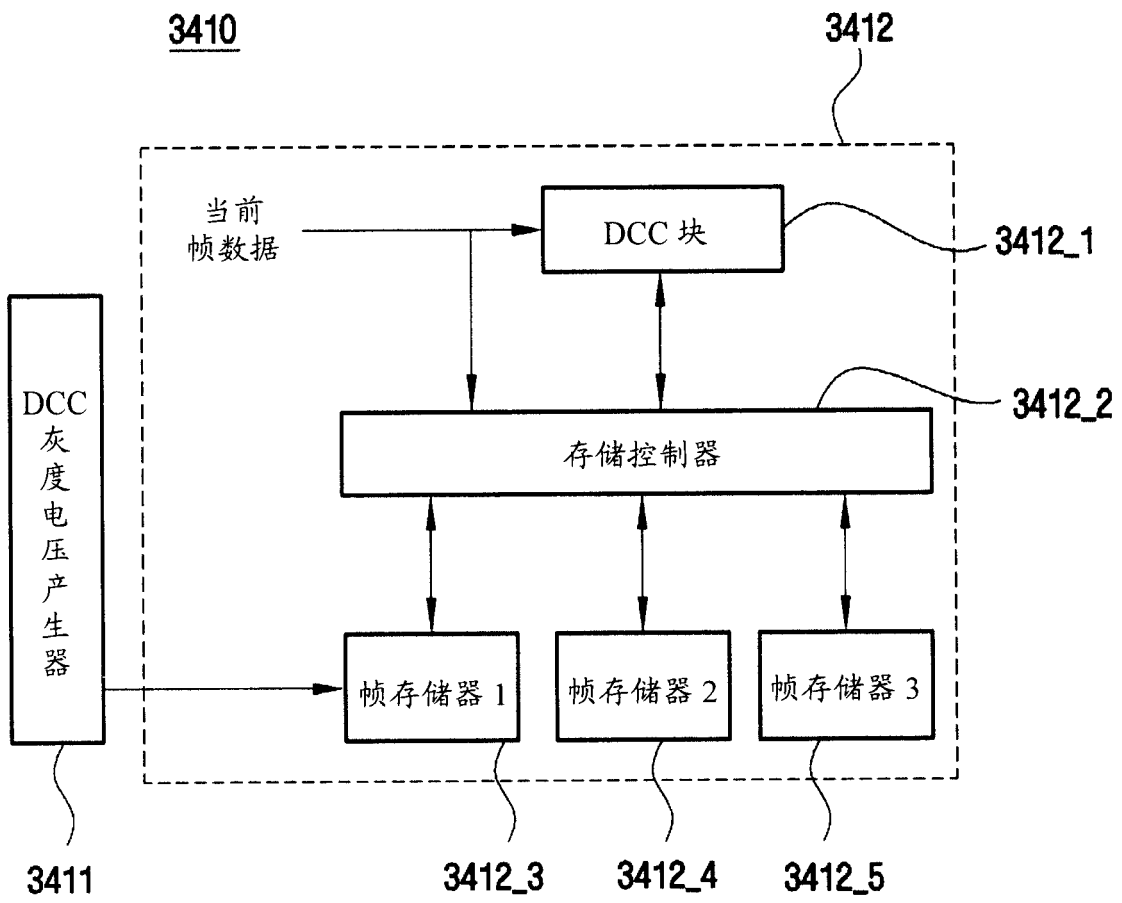 3410
3412
当前
帧数据
DCC 块
3412_1
3412_2
存储控制器
DCC
灰
度
电
压
产
生
器
帧存储器 1
帧存储器 2
帧存储器 3
3411
3412_3
3412_4
3412_5